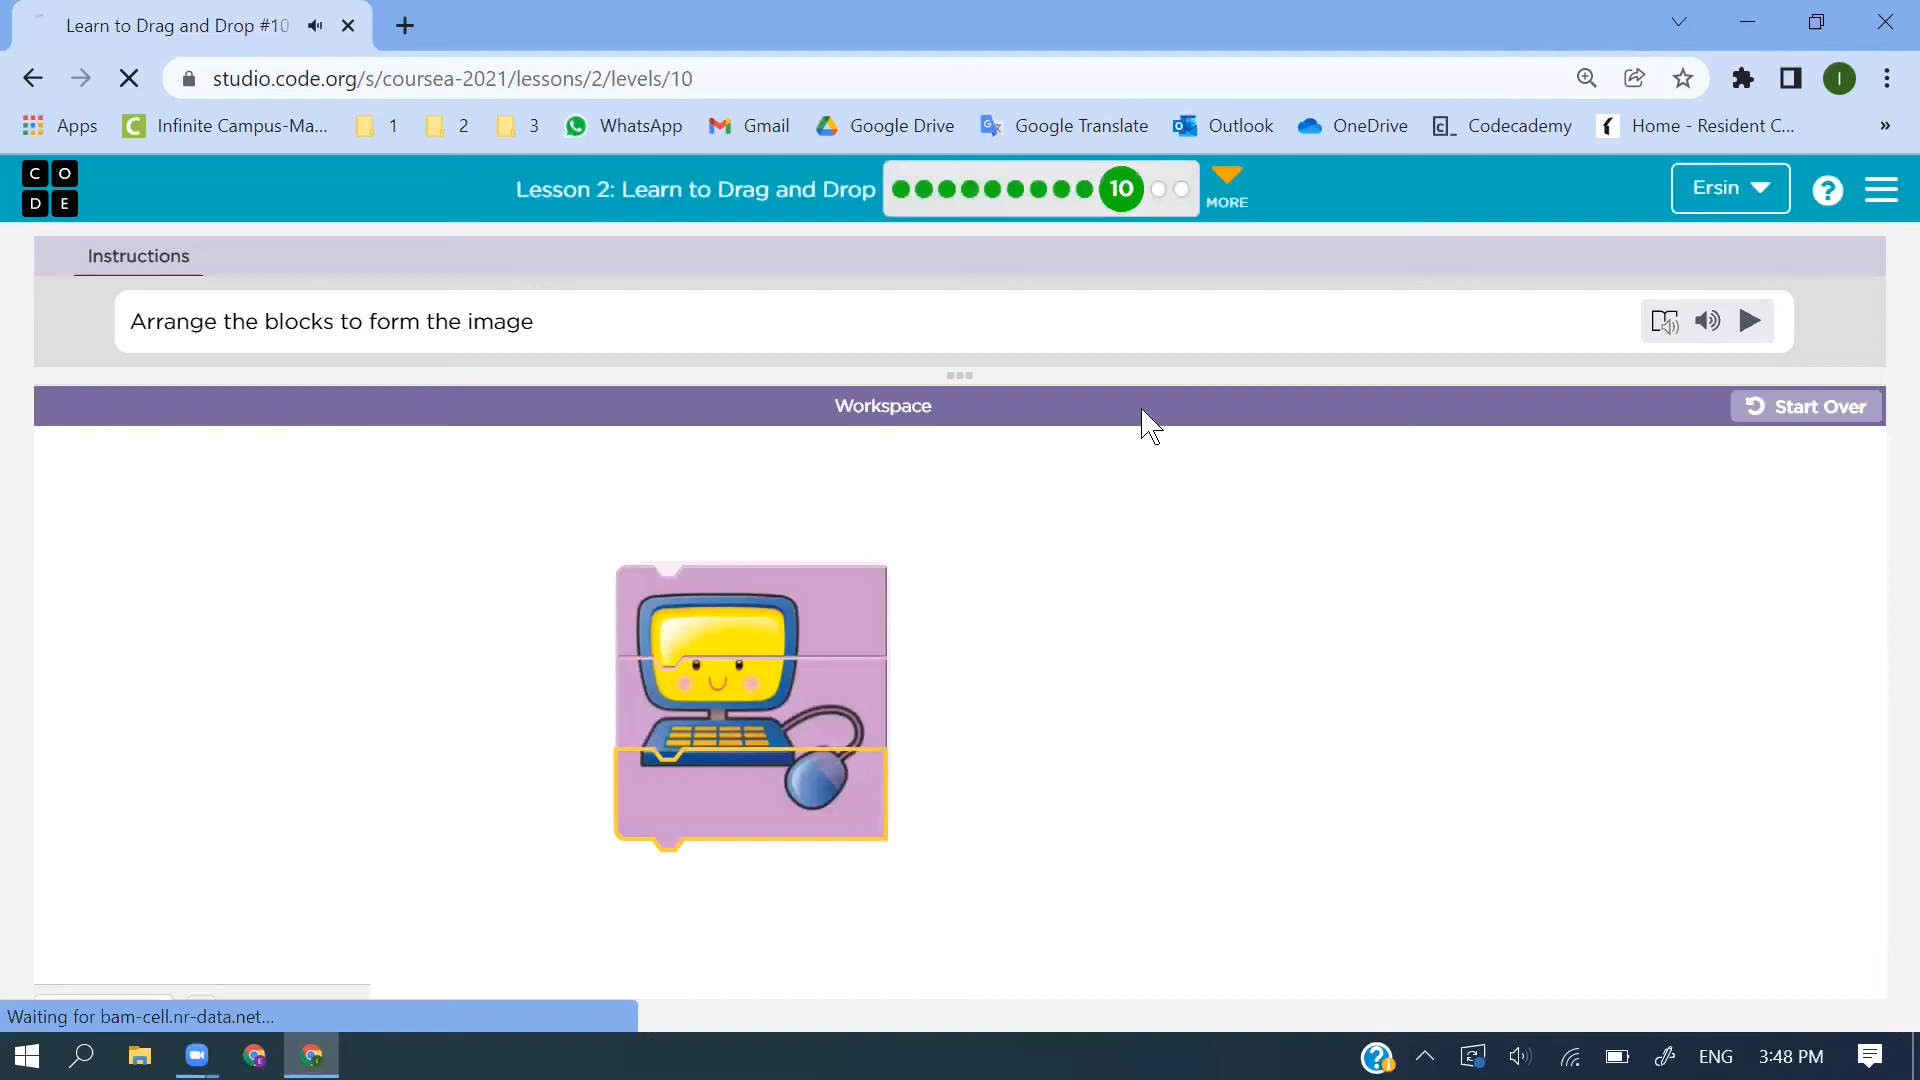 Learn to Drag and Drop #10
studio.code.org/s/coursea-2021/lessons/2/levels/10
I
Apps Infinite Campus-Ma... 1 2 3 WhatsApp Gmail Google Drive Google Translate Outlook OneDrive Codecademy Home - Resident C... »
C O
D E
Lesson 2: Learn to Drag and Drop 10 MORE Ersin ?
Instructions
Arrange the blocks to form the image
Workspace Start Over
Waiting for bam-cell.nr-data.net...
ENG 3:48 PM